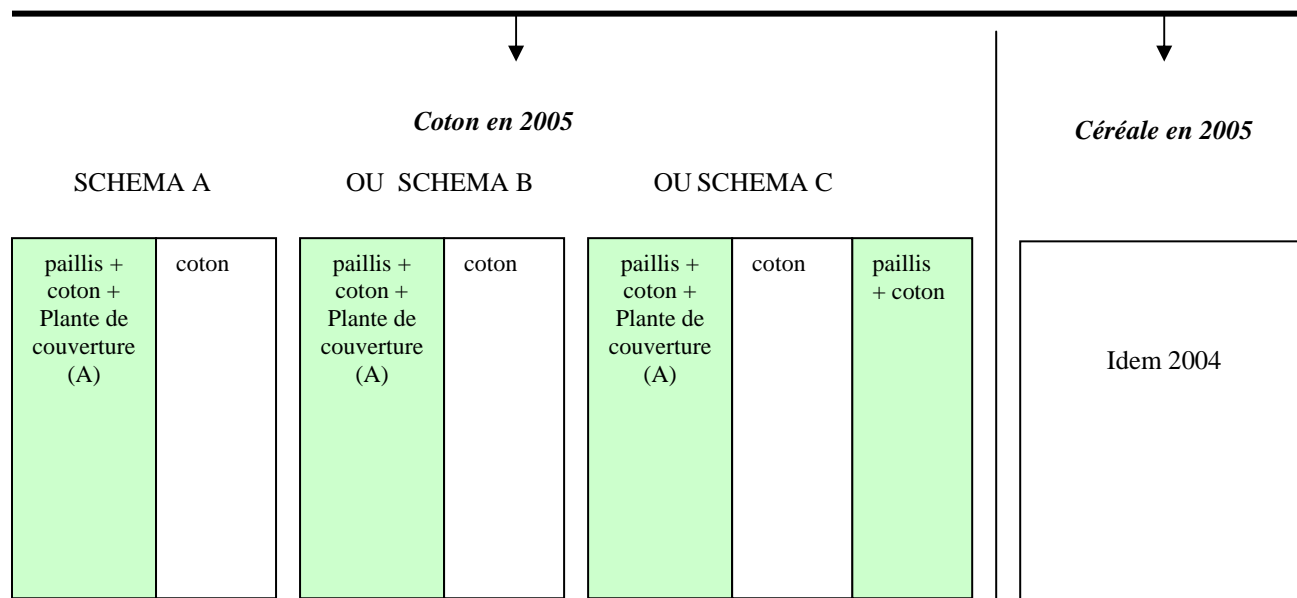 Coton en 2005
Céréale en 2005
SCHEMA A
OU SCHEMA B
OU SCHEMA C
paillis +
coton +
Plante de
couverture
(A)
coton
paillis +
coton +
Plante de
couverture
(A)
coton
paillis +
coton +
Plante de
couverture
(A)
coton
paillis
+ coton
Idem 2004